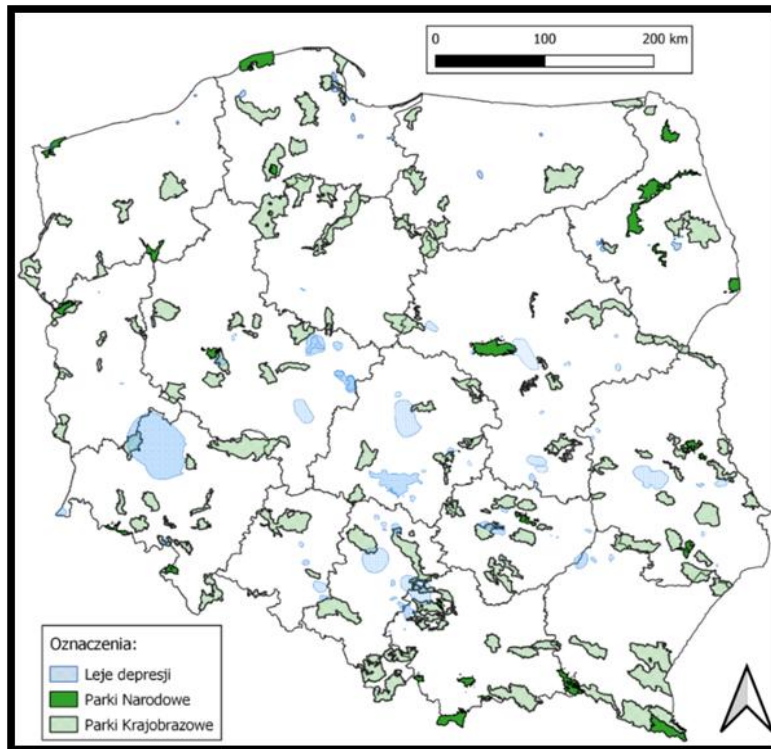 0 100 200 km
Oznaczenia:
Leje depresji
Parki Narodowe
Parki Krajobrazowe